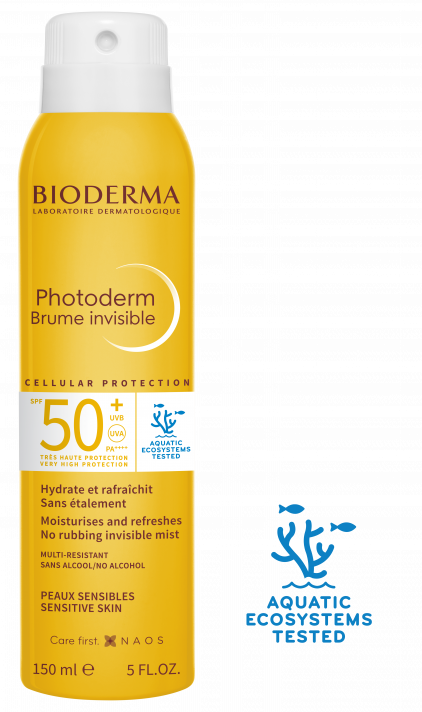 BIODERMA
LABORATOIRE DERMATOLOGIQUE
Photoderm
Brume invisible
CELLULAR PROTECTION
SPF 50+ UVB
UVA
PA++++
TRÈS HAUTE PROTECTION
VERY HIGH PROTECTION
AQUATIC
ECOSYSTEMS
TESTED
Hydrate et rafraîchit
Sans étalement
Moisturises and refreshes
No rubbing invisible mist
MULTI-RESISTANT
SANS ALCOOL/NO ALCOHOL
PEAUX SENSIBLES
SENSITIVE SKIN
Care first. NAOS
150 ml ℮ 5 FL.OZ.
AQUATIC
ECOSYSTEMS
TESTED